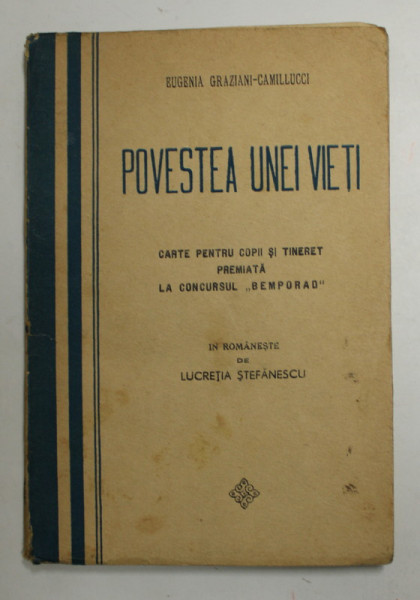 EUGENIA GRAZIANI-CAMILLUCCI
POVESTEA UNEI VIETI
CARTE PENTRU COPII ȘI TINERET
PREMIATĂ
LA CONCURSUL „BEMPORAD"
IN ROMÂNEȘTE
DE
LUCREȚIA ȘTEFĂNESCU